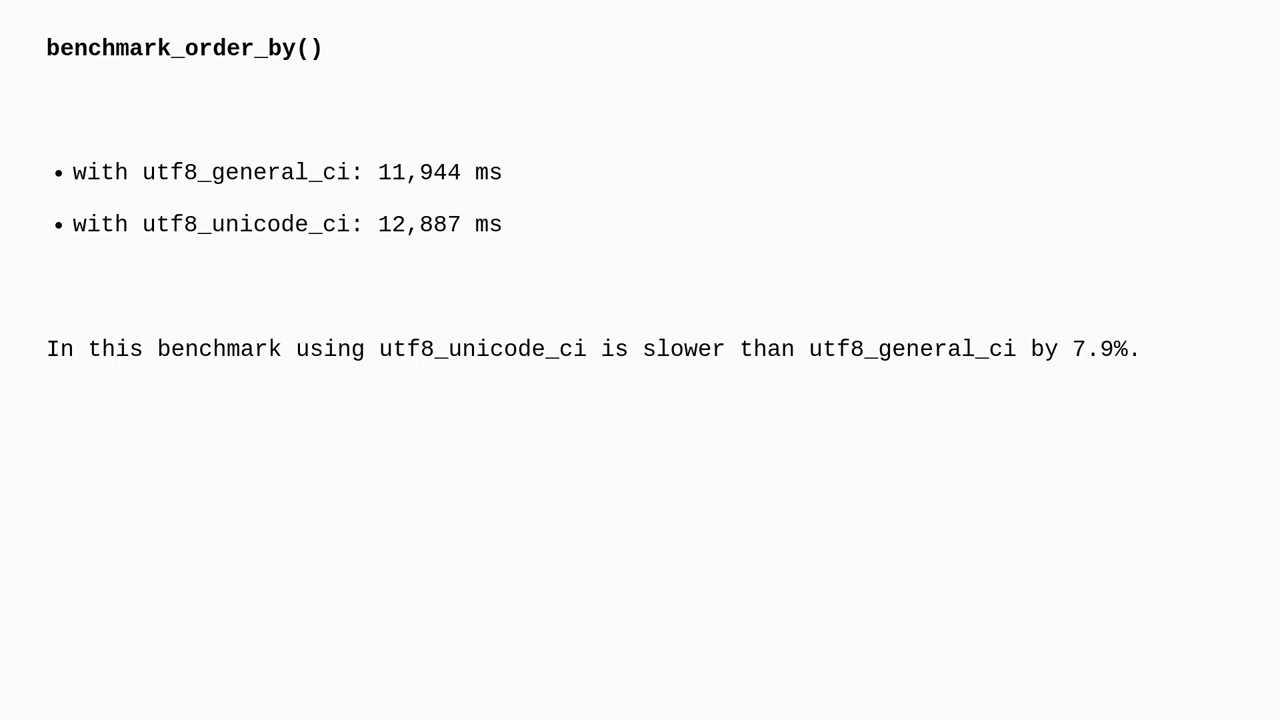 benchmark_order_by()
• with utf8_general_ci: 11,944 ms
• with utf8_unicode_ci: 12,887 ms
In this benchmark using utf8_unicode_ci is slower than utf8_general_ci by 7.9%.